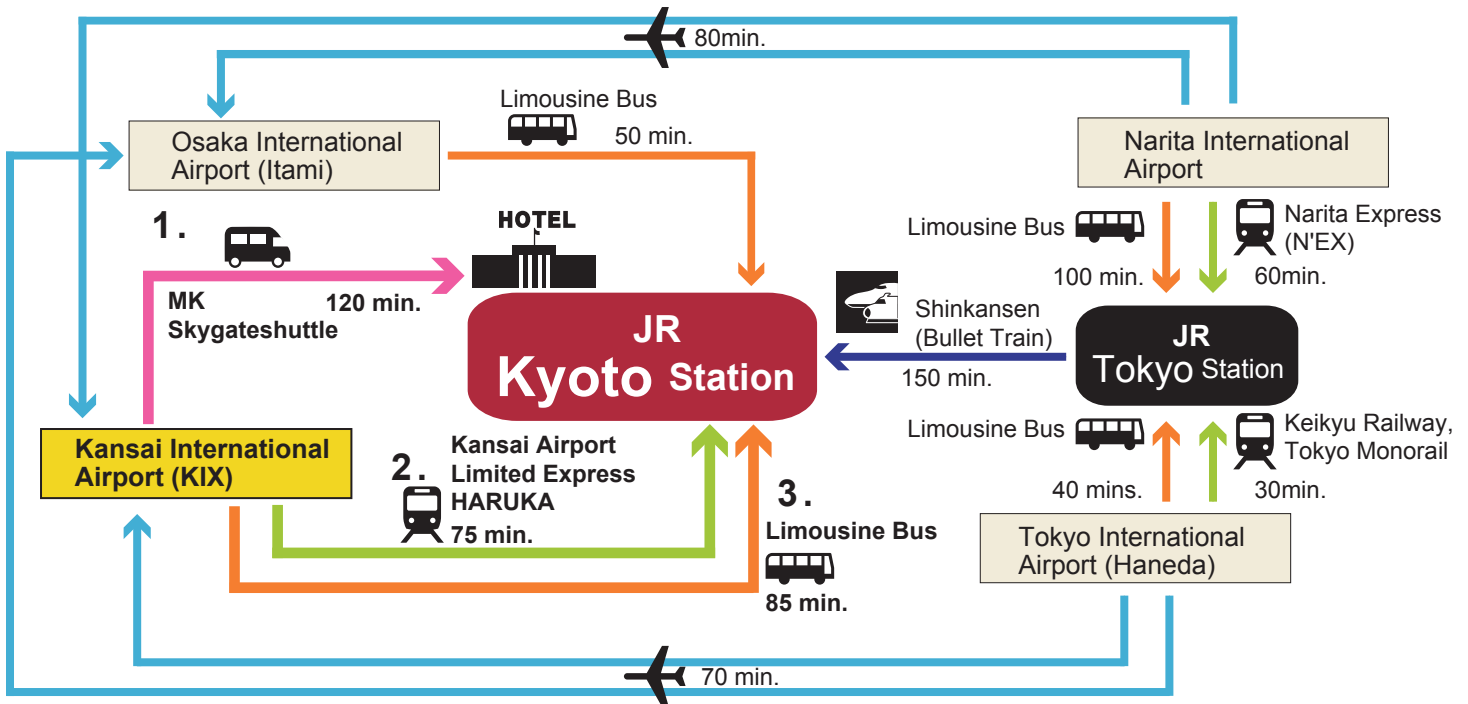 80min.
Limousine Bus
50 min.
Osaka International
Airport (Itami)
Narita International
Airport
1.
HOTEL
MK
Skygateshuttle
120 min.
Limousine Bus
100 min.
Narita Express
(N'EX)
60min.
JR
Kyoto Station
Shinkansen
(Bullet Train)
150 min.
JR
Tokyo Station
Kansai International
Airport (KIX)
2.
Kansai Airport
Limited Express
HARUKA
75 min.
3.
Limousine Bus
85 min.
Limousine Bus
40 mins.
Keikyu Railway,
Tokyo Monorail
30min.
Tokyo International
Airport (Haneda)
70 min.